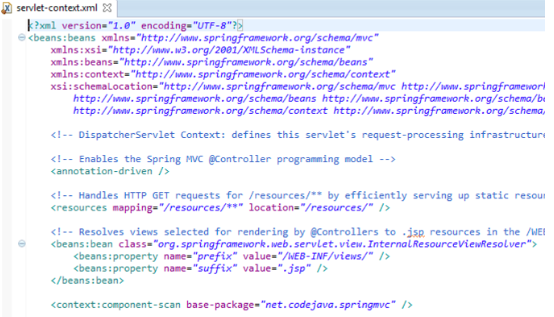 servlet-context.xml
<?xml version="1.0" encoding="UTF-8"?>
<beans:beans xmlns="http://www.springframework.org/schema/mvc"
xmlns:xsi="http://www.w3.org/2001/XMLSchema-instance"
xmlns:beans="http://www.springframework.org/schema/beans"
xmlns:context="http://www.springframework.org/schema/context"
xsi:schemaLocation="http://www.springframework.org/schema/mvc http://www.springframework
http://www.springframework.org/schema/beans http://www.springframework.org/schema/be
http://www.springframework.org/schema/context http://www.springframework.org/schema/
<!-- DispatcherServlet Context: defines this servlet's request-processing infrastructure
<!-- Enables the Spring MVC @Controller programming model -->
<annotation-driven />
<!-- Handles HTTP GET requests for /resources/** by efficiently serving up static resour
<resources mapping="/resources/**" location="/resources/" />
<!-- Resolves views selected for rendering by @Controllers to .jsp resources in the /WEB
<beans:bean class="org.springframework.web.servlet.view.InternalResourceViewResolver">
<beans:property name="prefix" value="/WEB-INF/views/" />
<beans:property name="suffix" value=".jsp" />
</beans:bean>
<context:component-scan base-package="net.codejava.springmvc" />